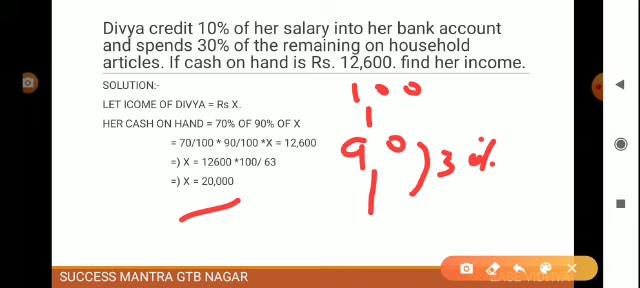 Divya credit 10% of her salary into her bank account
and spends 30% of the remaining on household
articles. If cash on hand is Rs. 12,600. find her income.
SOLUTION:-
LET ICOME OF DIVYA = Rs X.
HER CASH ON HAND = 70% OF 90% OF X
= 70/100 * 90/100 *X = 12,600
=) X = 12600 *100/ 63
=) X = 20,000
100
90
30%
SUCCESS MANTRA GTB NAGAR